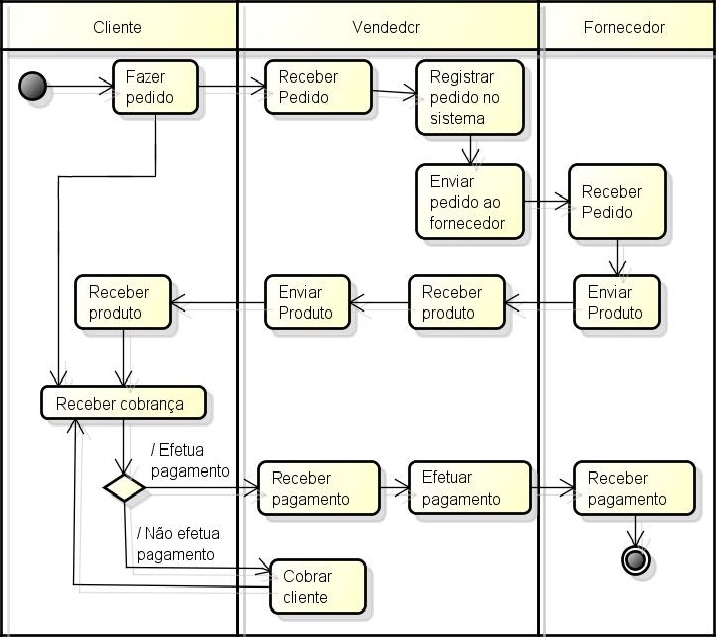 Cliente
Vendedcr
Fornecedor
Fazer
pedido
Receber
Pedido
Registrar
pedido no
sistema
Enviar
pedido ao
fornecedor
Receber
Pedido
Receber
produto
Enviar
Produto
Receber
produto
Enviar
Produto
Receber cobrança
/ Efetua
pagamento
Receber
pagamento
Efetuar
pagamento
Receber
pagamento
/ Não efetua
pagamento
Cobrar
cliente